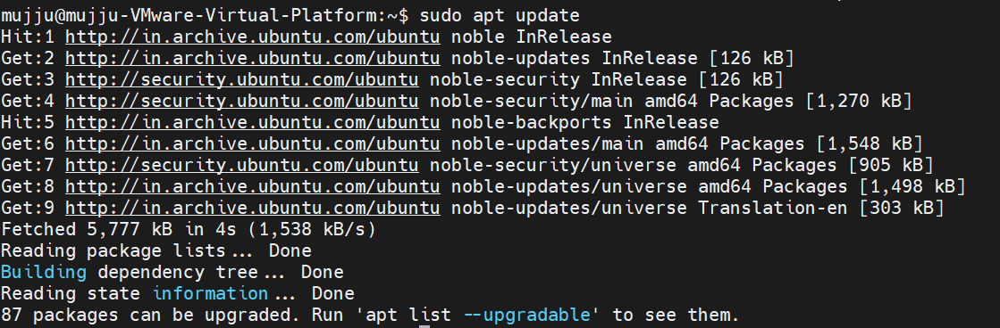 mujju@mujju-VMware-Virtual-Platform:~$ sudo apt update
Hit:1 http://in.archive.ubuntu.com/ubuntu noble InRelease
Get:2 http://in.archive.ubuntu.com/ubuntu noble-updates InRelease [126 kB]
Get:3 http://security.ubuntu.com/ubuntu noble-security InRelease [126 kB]
Get:4 http://security.ubuntu.com/ubuntu noble-security/main amd64 Packages [1,270 kB]
Hit:5 http://in.archive.ubuntu.com/ubuntu noble-backports InRelease
Get:6 http://in.archive.ubuntu.com/ubuntu noble-updates/main amd64 Packages [1,548 kB]
Get:7 http://security.ubuntu.com/ubuntu noble-security/universe amd64 Packages [905 kB]
Get:8 http://in.archive.ubuntu.com/ubuntu noble-updates/universe amd64 Packages [1,498 kB]
Get:9 http://in.archive.ubuntu.com/ubuntu noble-updates/universe Translation-en [303 kB]
Fetched 5,777 kB in 4s (1,538 kB/s)
Reading package lists... Done
Building dependency tree... Done
Reading state information... Done
87 packages can be upgraded. Run 'apt list --upgradable' to see them.